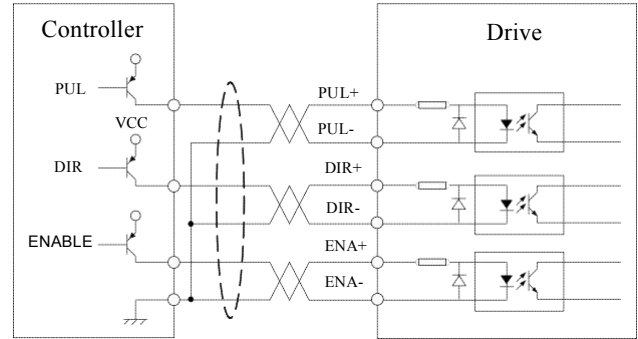 Controller
Drive
PUL
PUL+
VCC
PUL-
DIR
DIR+
DIR-
ENABLE
ENA+
ENA-